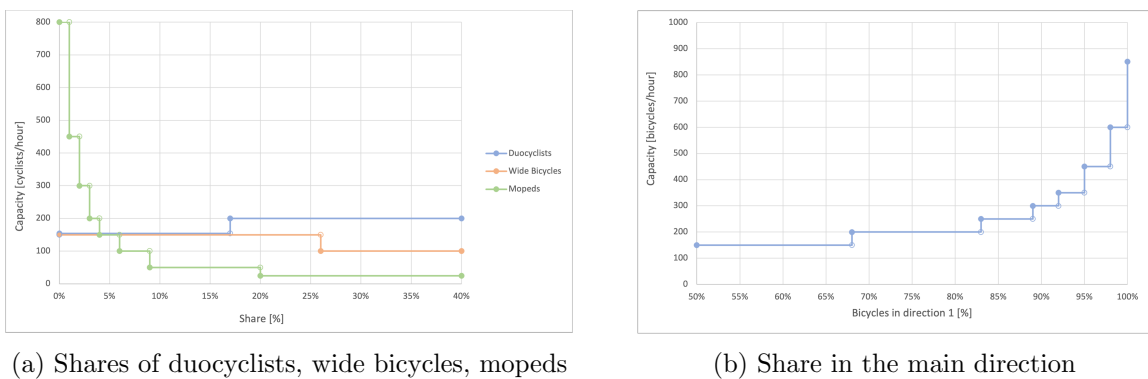 800
700
600
500
400
300
200
100
0
Capacity [cyclists/hour]
0% 5% 10% 15% 20% 25% 30% 35% 40%
Share [%]
Duocyclists
Wide Bicycles
Mopeds
(a) Shares of duocyclists, wide bicycles, mopeds
1000
900
800
700
600
500
400
300
200
100
0
Capacity [bicycles/hour]
50% 55% 60% 65% 70% 75% 80% 85% 90% 95% 100%
Bicycles in direction 1 [%]
(b) Share in the main direction